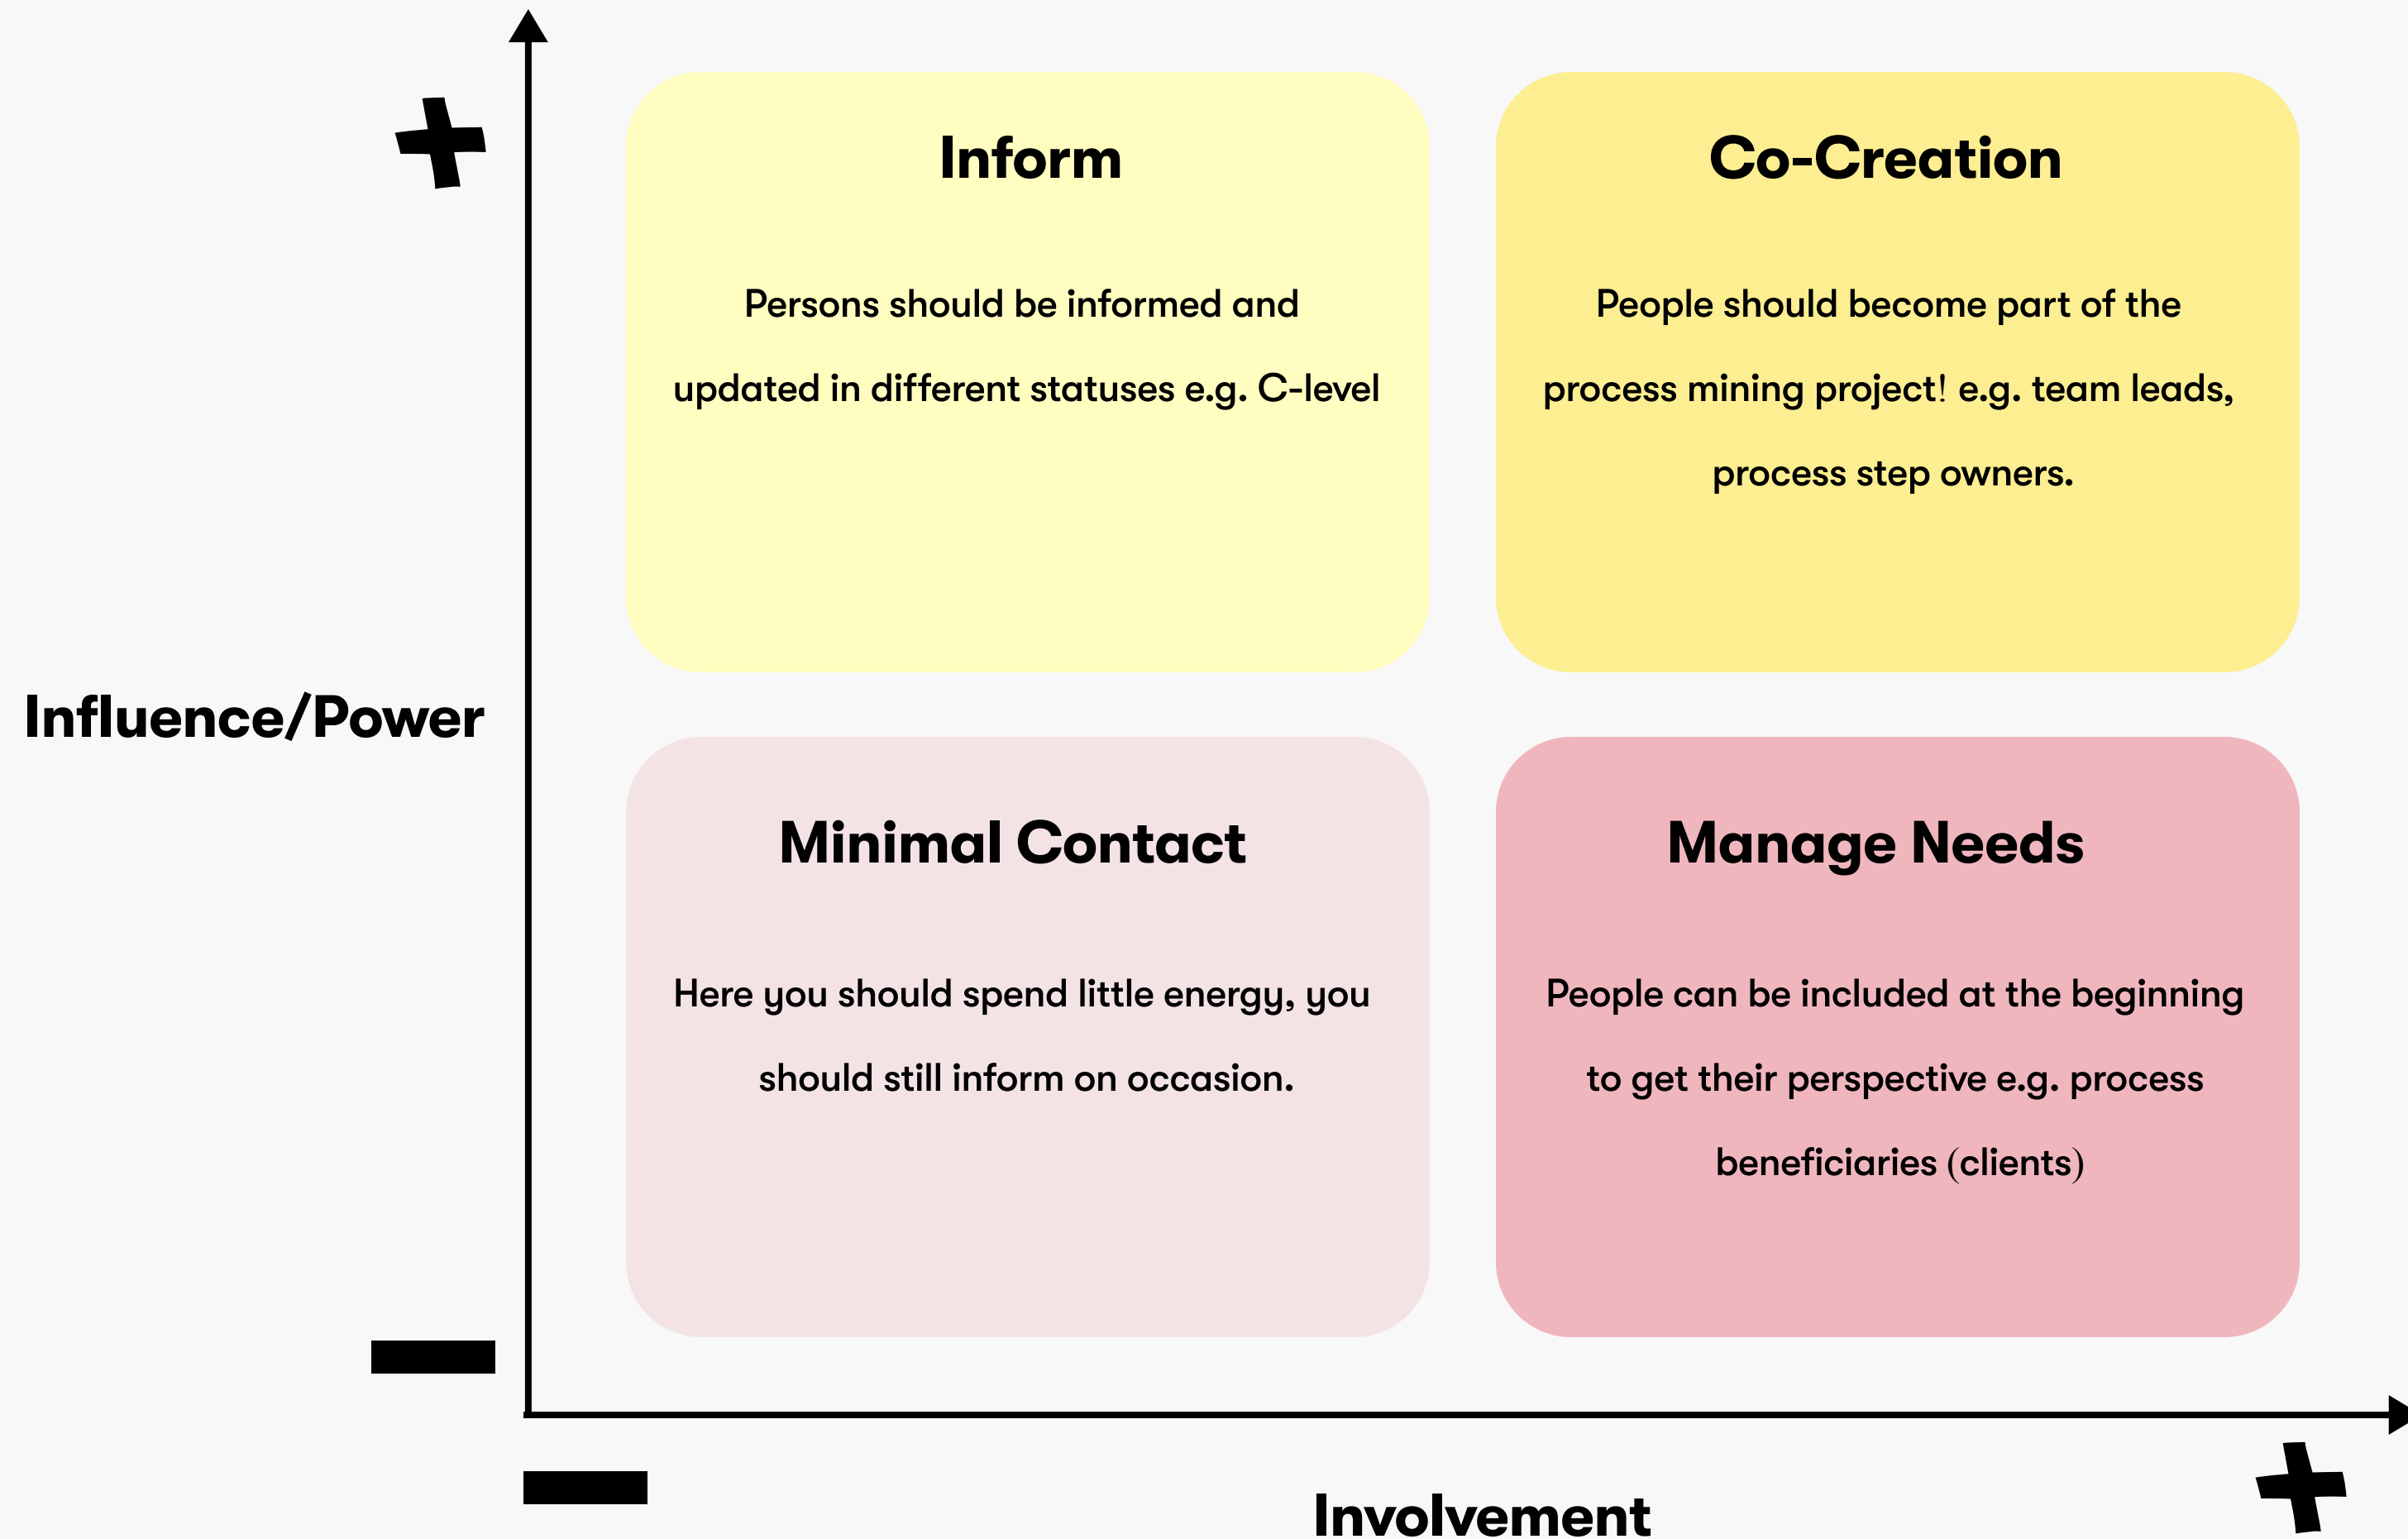 +
Inform
Persons should be informed and
updated in different statuses e.g. C-level
Co-Creation
People should become part of the
process mining project! e.g. team leads,
process step owners.
Influence/Power
Minimal Contact
Here you should spend little energy, you
should still inform on occasion.
Manage Needs
People can be included at the beginning
to get their perspective e.g. process
beneficiaries (clients)
—
—
Involvement
+